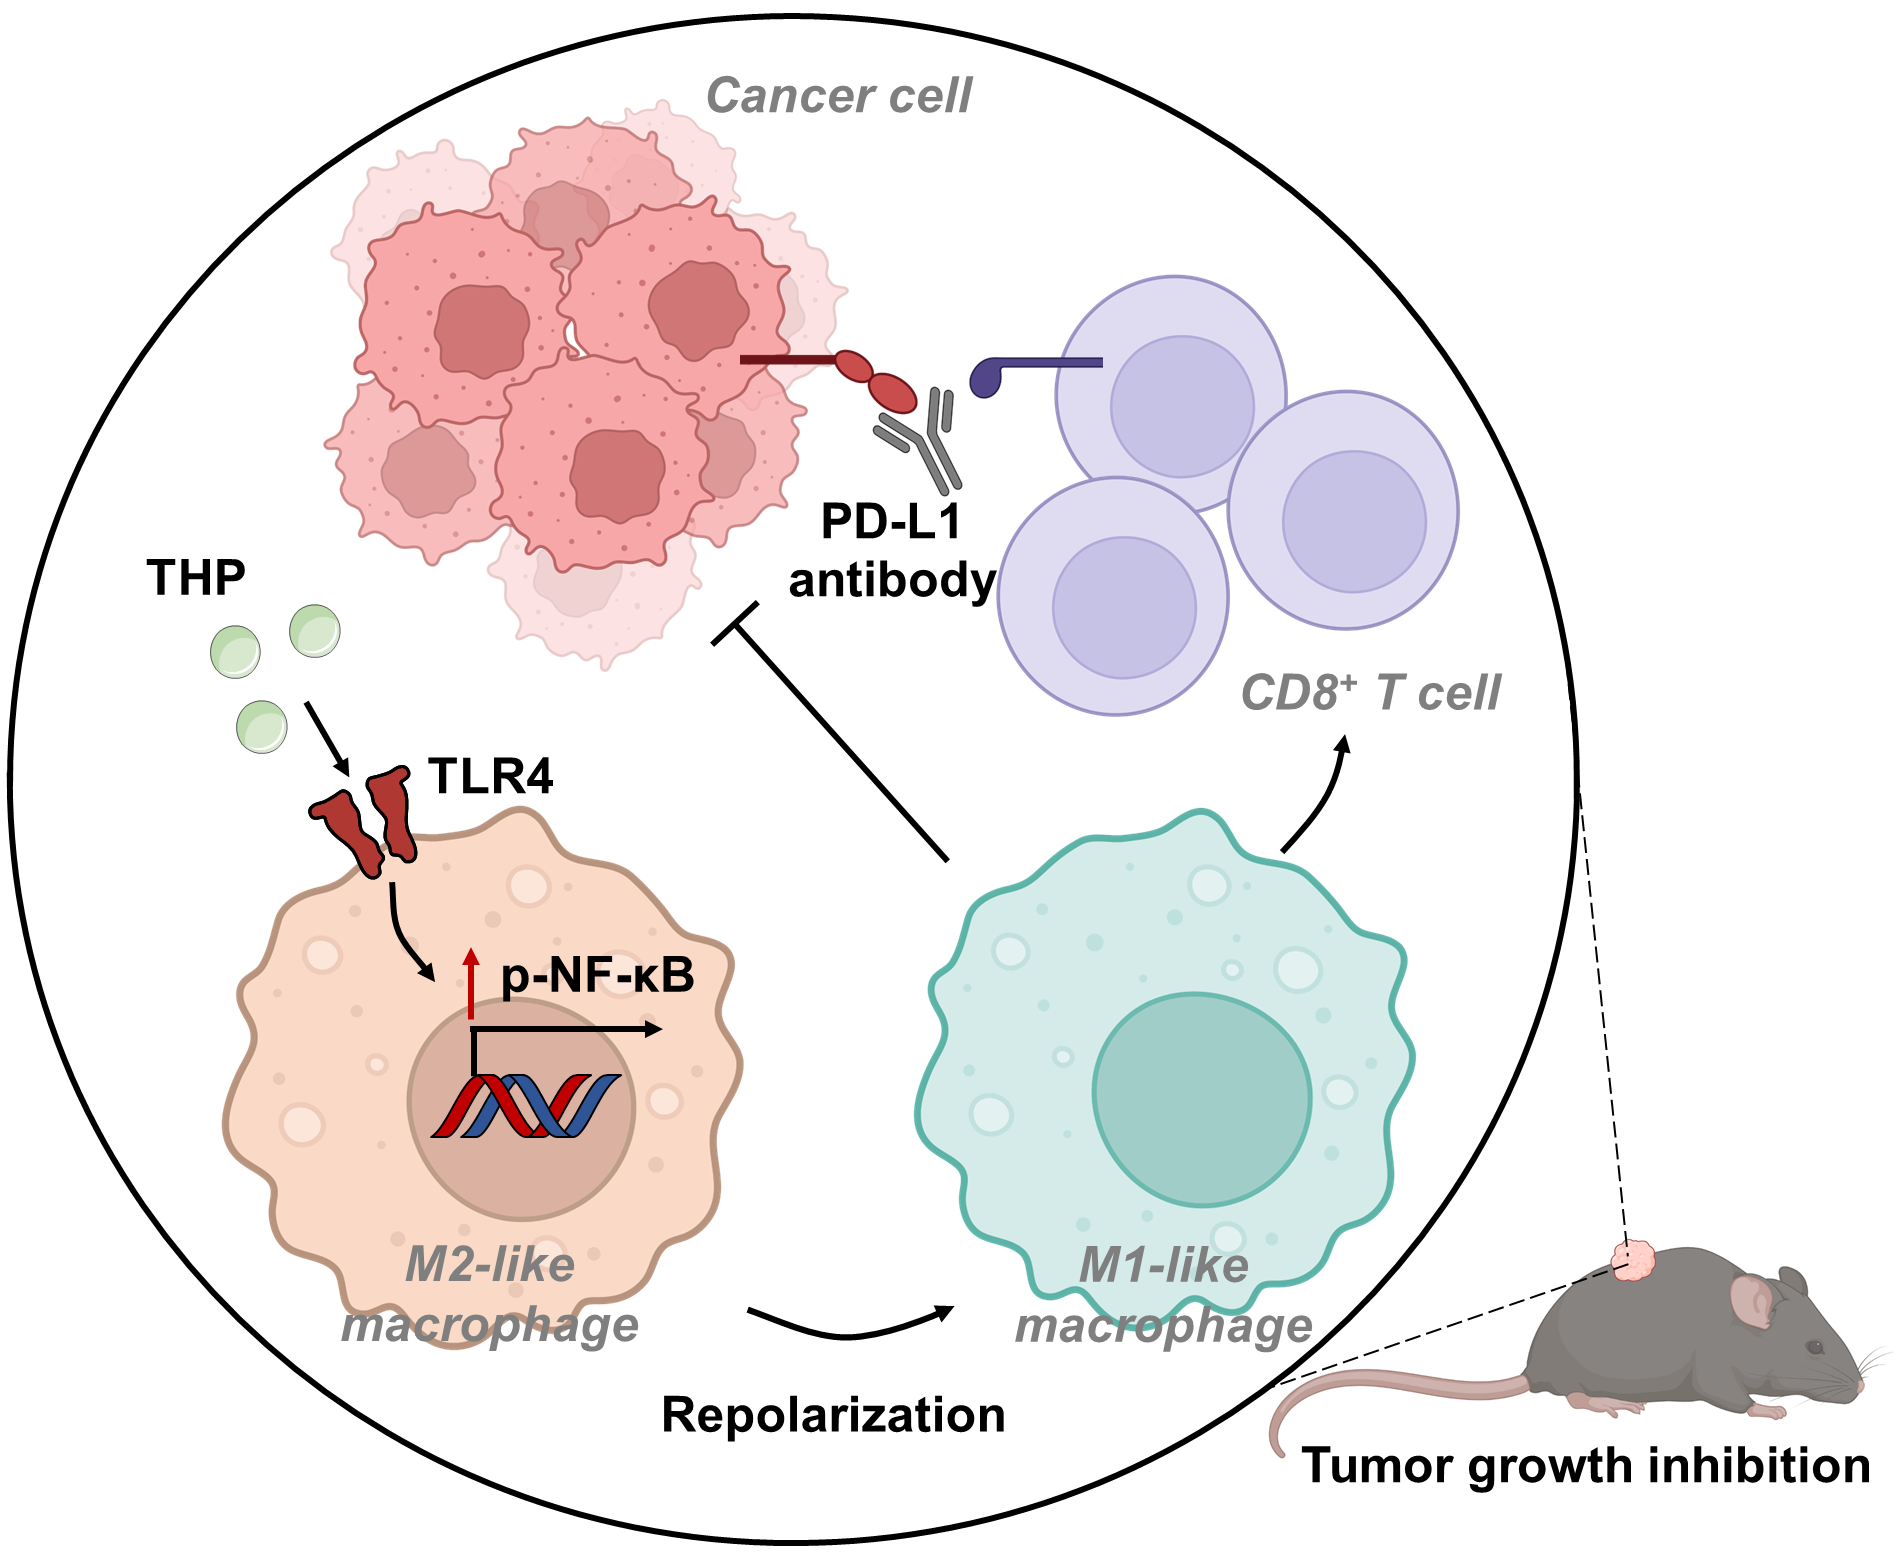 Cancer cell
PD-L1
antibody
THP
CD8⁺ T cell
TLR4
p-NF-κB
M2-like
macrophage
M1-like
macrophage
Repolarization
Tumor growth inhibition